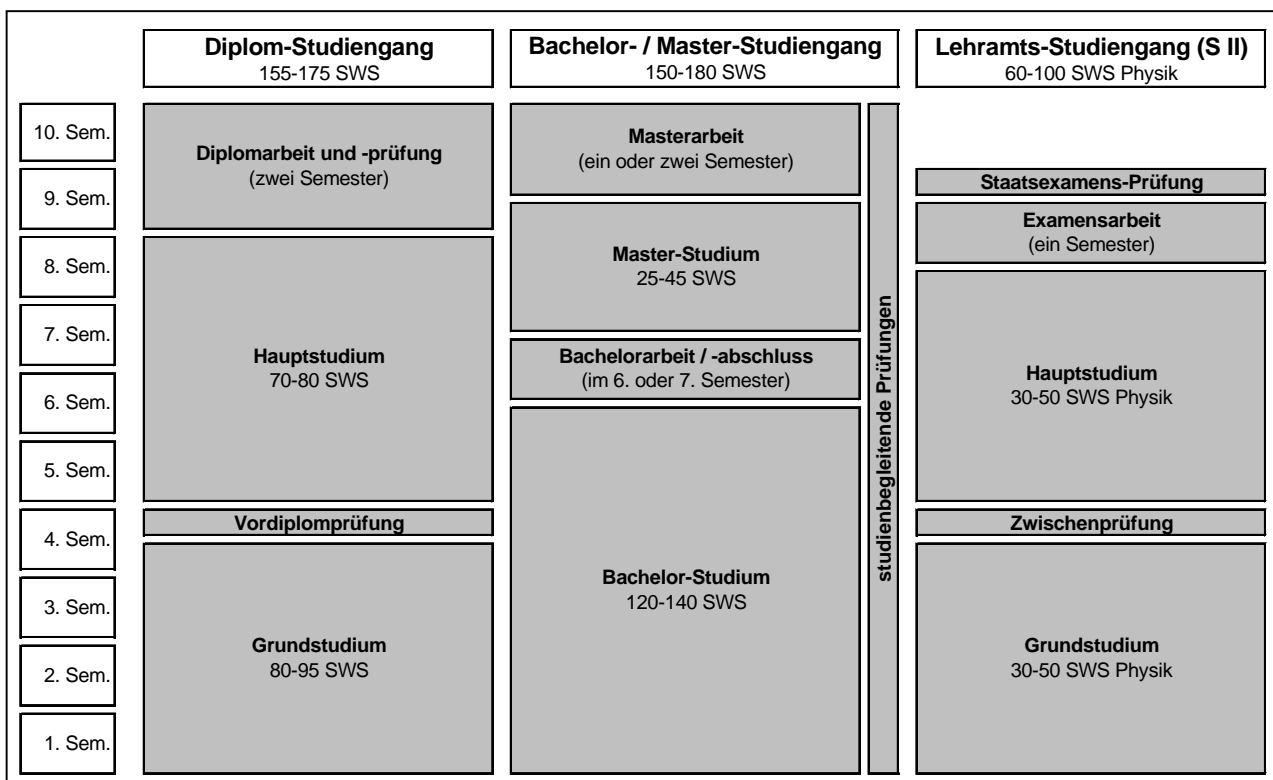 Diplom-Studiengang
155-175 SWS
Bachelor- / Master-Studiengang
150-180 SWS
Lehramts-Studiengang (S II)
60-100 SWS Physik
10. Sem.
9. Sem.
8. Sem.
7. Sem.
6. Sem.
5. Sem.
4. Sem.
3. Sem.
2. Sem.
1. Sem.
Diplomarbeit und -prüfung
(zwei Semester)
Hauptstudium
70-80 SWS
Vordiplomprüfung
Grundstudium
80-95 SWS
Masterarbeit
(ein oder zwei Semester)
Master-Studium
25-45 SWS
Bachelorarbeit / -abschluss
(im 6. oder 7. Semester)
Bachelor-Studium
120-140 SWS
studienbegleitende Prüfungen
Staatsexamens-Prüfung
Examensarbeit
(ein Semester)
Hauptstudium
30-50 SWS Physik
Zwischenprüfung
Grundstudium
30-50 SWS Physik